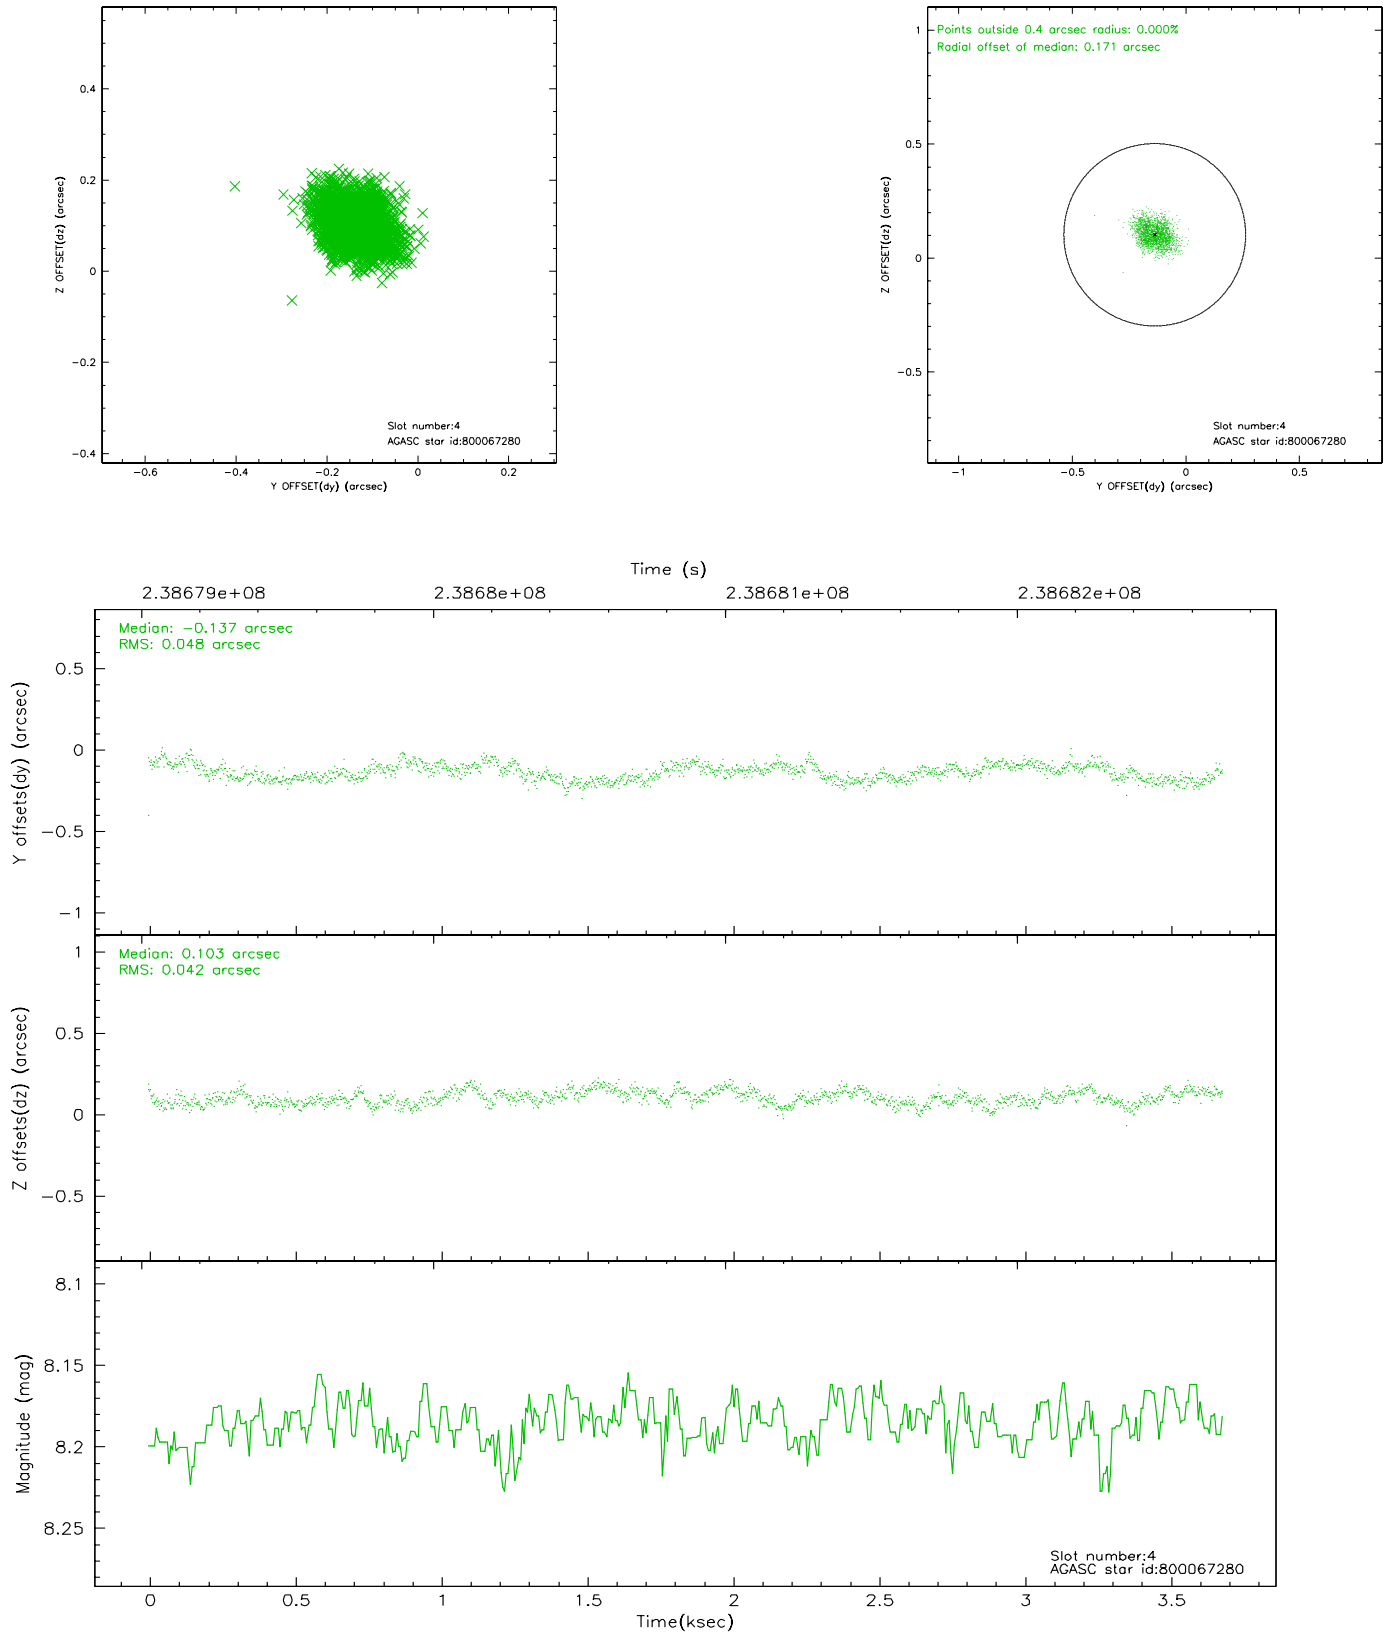 0.4
0.2
0
−0.2
−0.4
Z OFFSET(dz) (arcsec)
Slot number:4
AGASC star id:800067280
−0.6
−0.4
−0.2
0
0.2
Y OFFSET(dy) (arcsec)
Points outside 0.4 arcsec radius: 0.000%
Radial offset of median: 0.171 arcsec
1
0.5
0
−0.5
Z OFFSET(dz) (arcsec)
Slot number:4
AGASC star id:800067280
−1
−0.5
0
0.5
Y OFFSET(dy) (arcsec)
Time (s)
2.38679e+08
2.3868e+08
2.38681e+08
2.38682e+08
Median: −0.137 arcsec
RMS: 0.048 arcsec
0.5
0
−0.5
−1
Y offsets(dy) (arcsec)
Median: 0.103 arcsec
RMS: 0.042 arcsec
1
0.5
0
−0.5
Z offsets(dz) (arcsec)
8.1
8.15
8.2
8.25
Magnitude (mag)
Slot number:4
AGASC star id:800067280
0
0.5
1
1.5
2
2.5
3
3.5
Time(ksec)